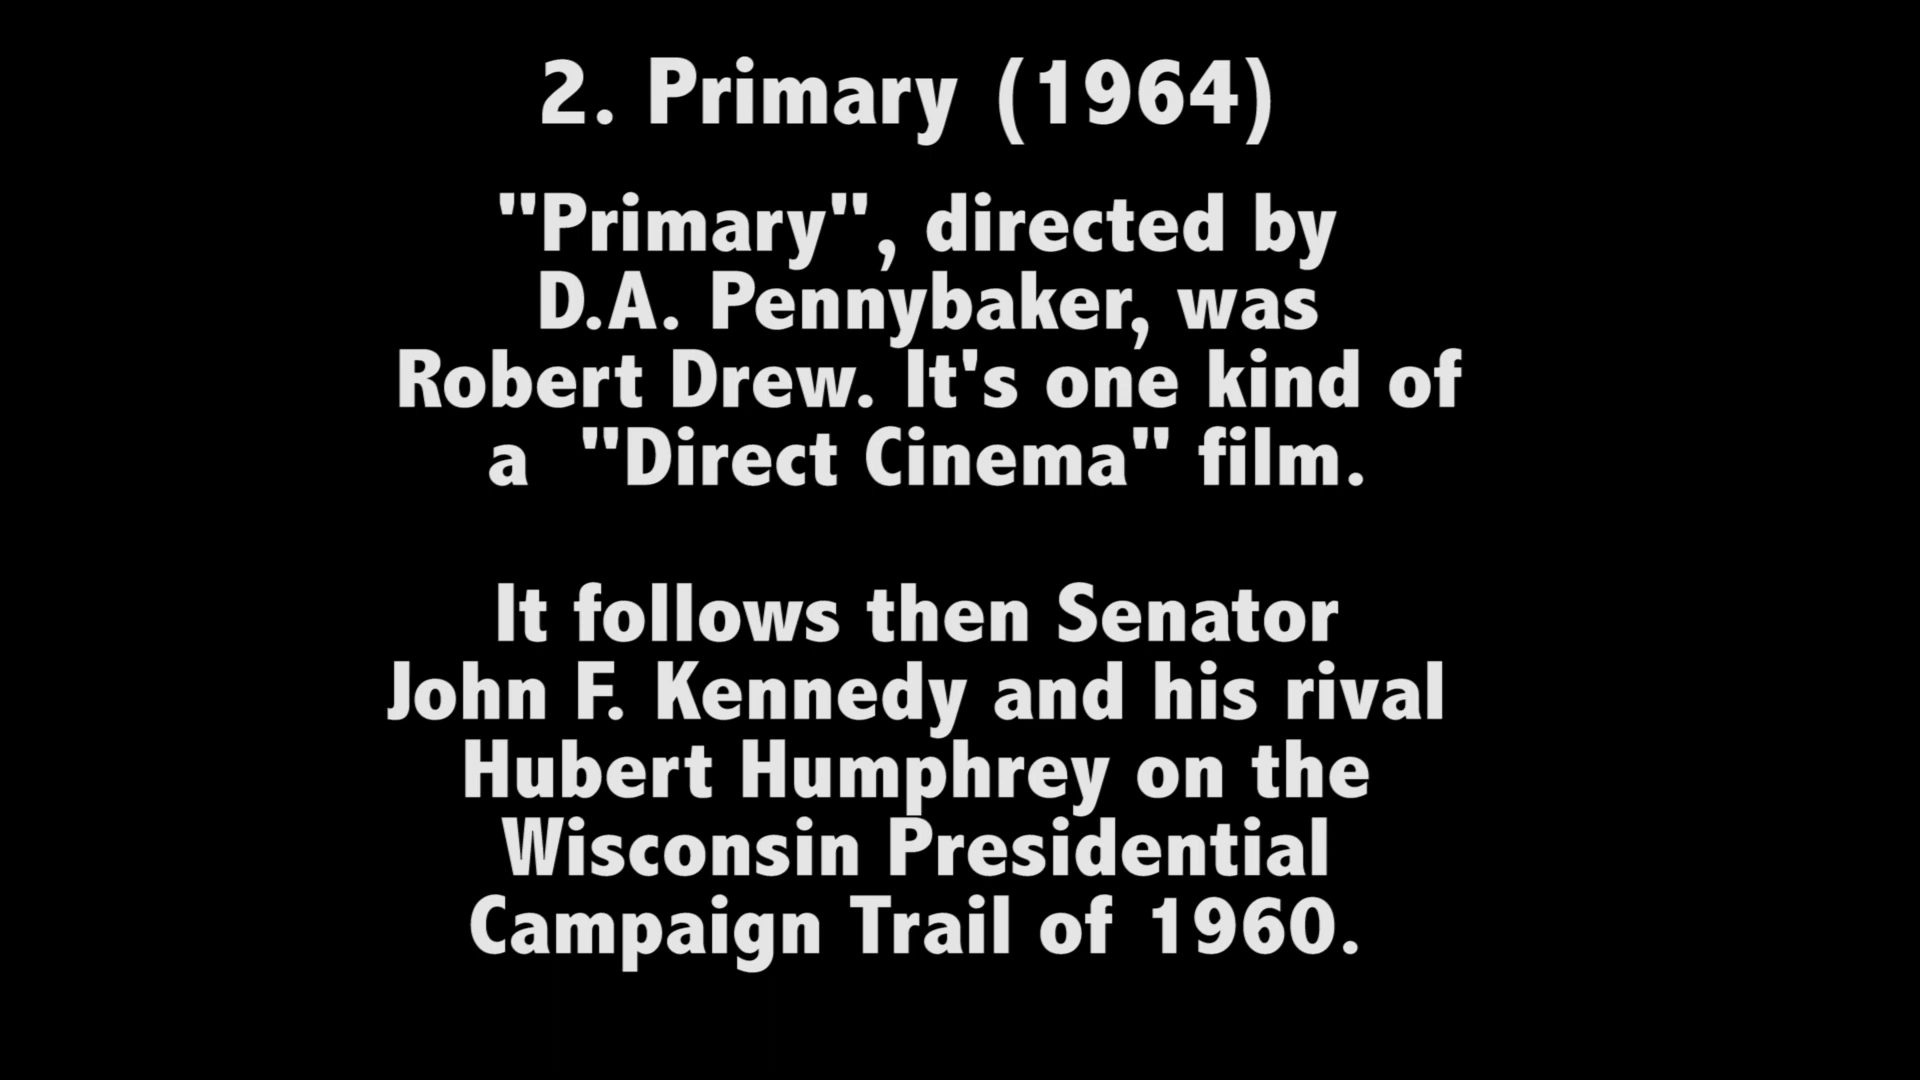 2. Primary (1964)
"Primary", directed by
D.A. Pennybaker, was
Robert Drew. It's one kind of
a "Direct Cinema" film.
It follows then Senator
John F. Kennedy and his rival
Hubert Humphrey on the
Wisconsin Presidential
Campaign Trail of 1960.